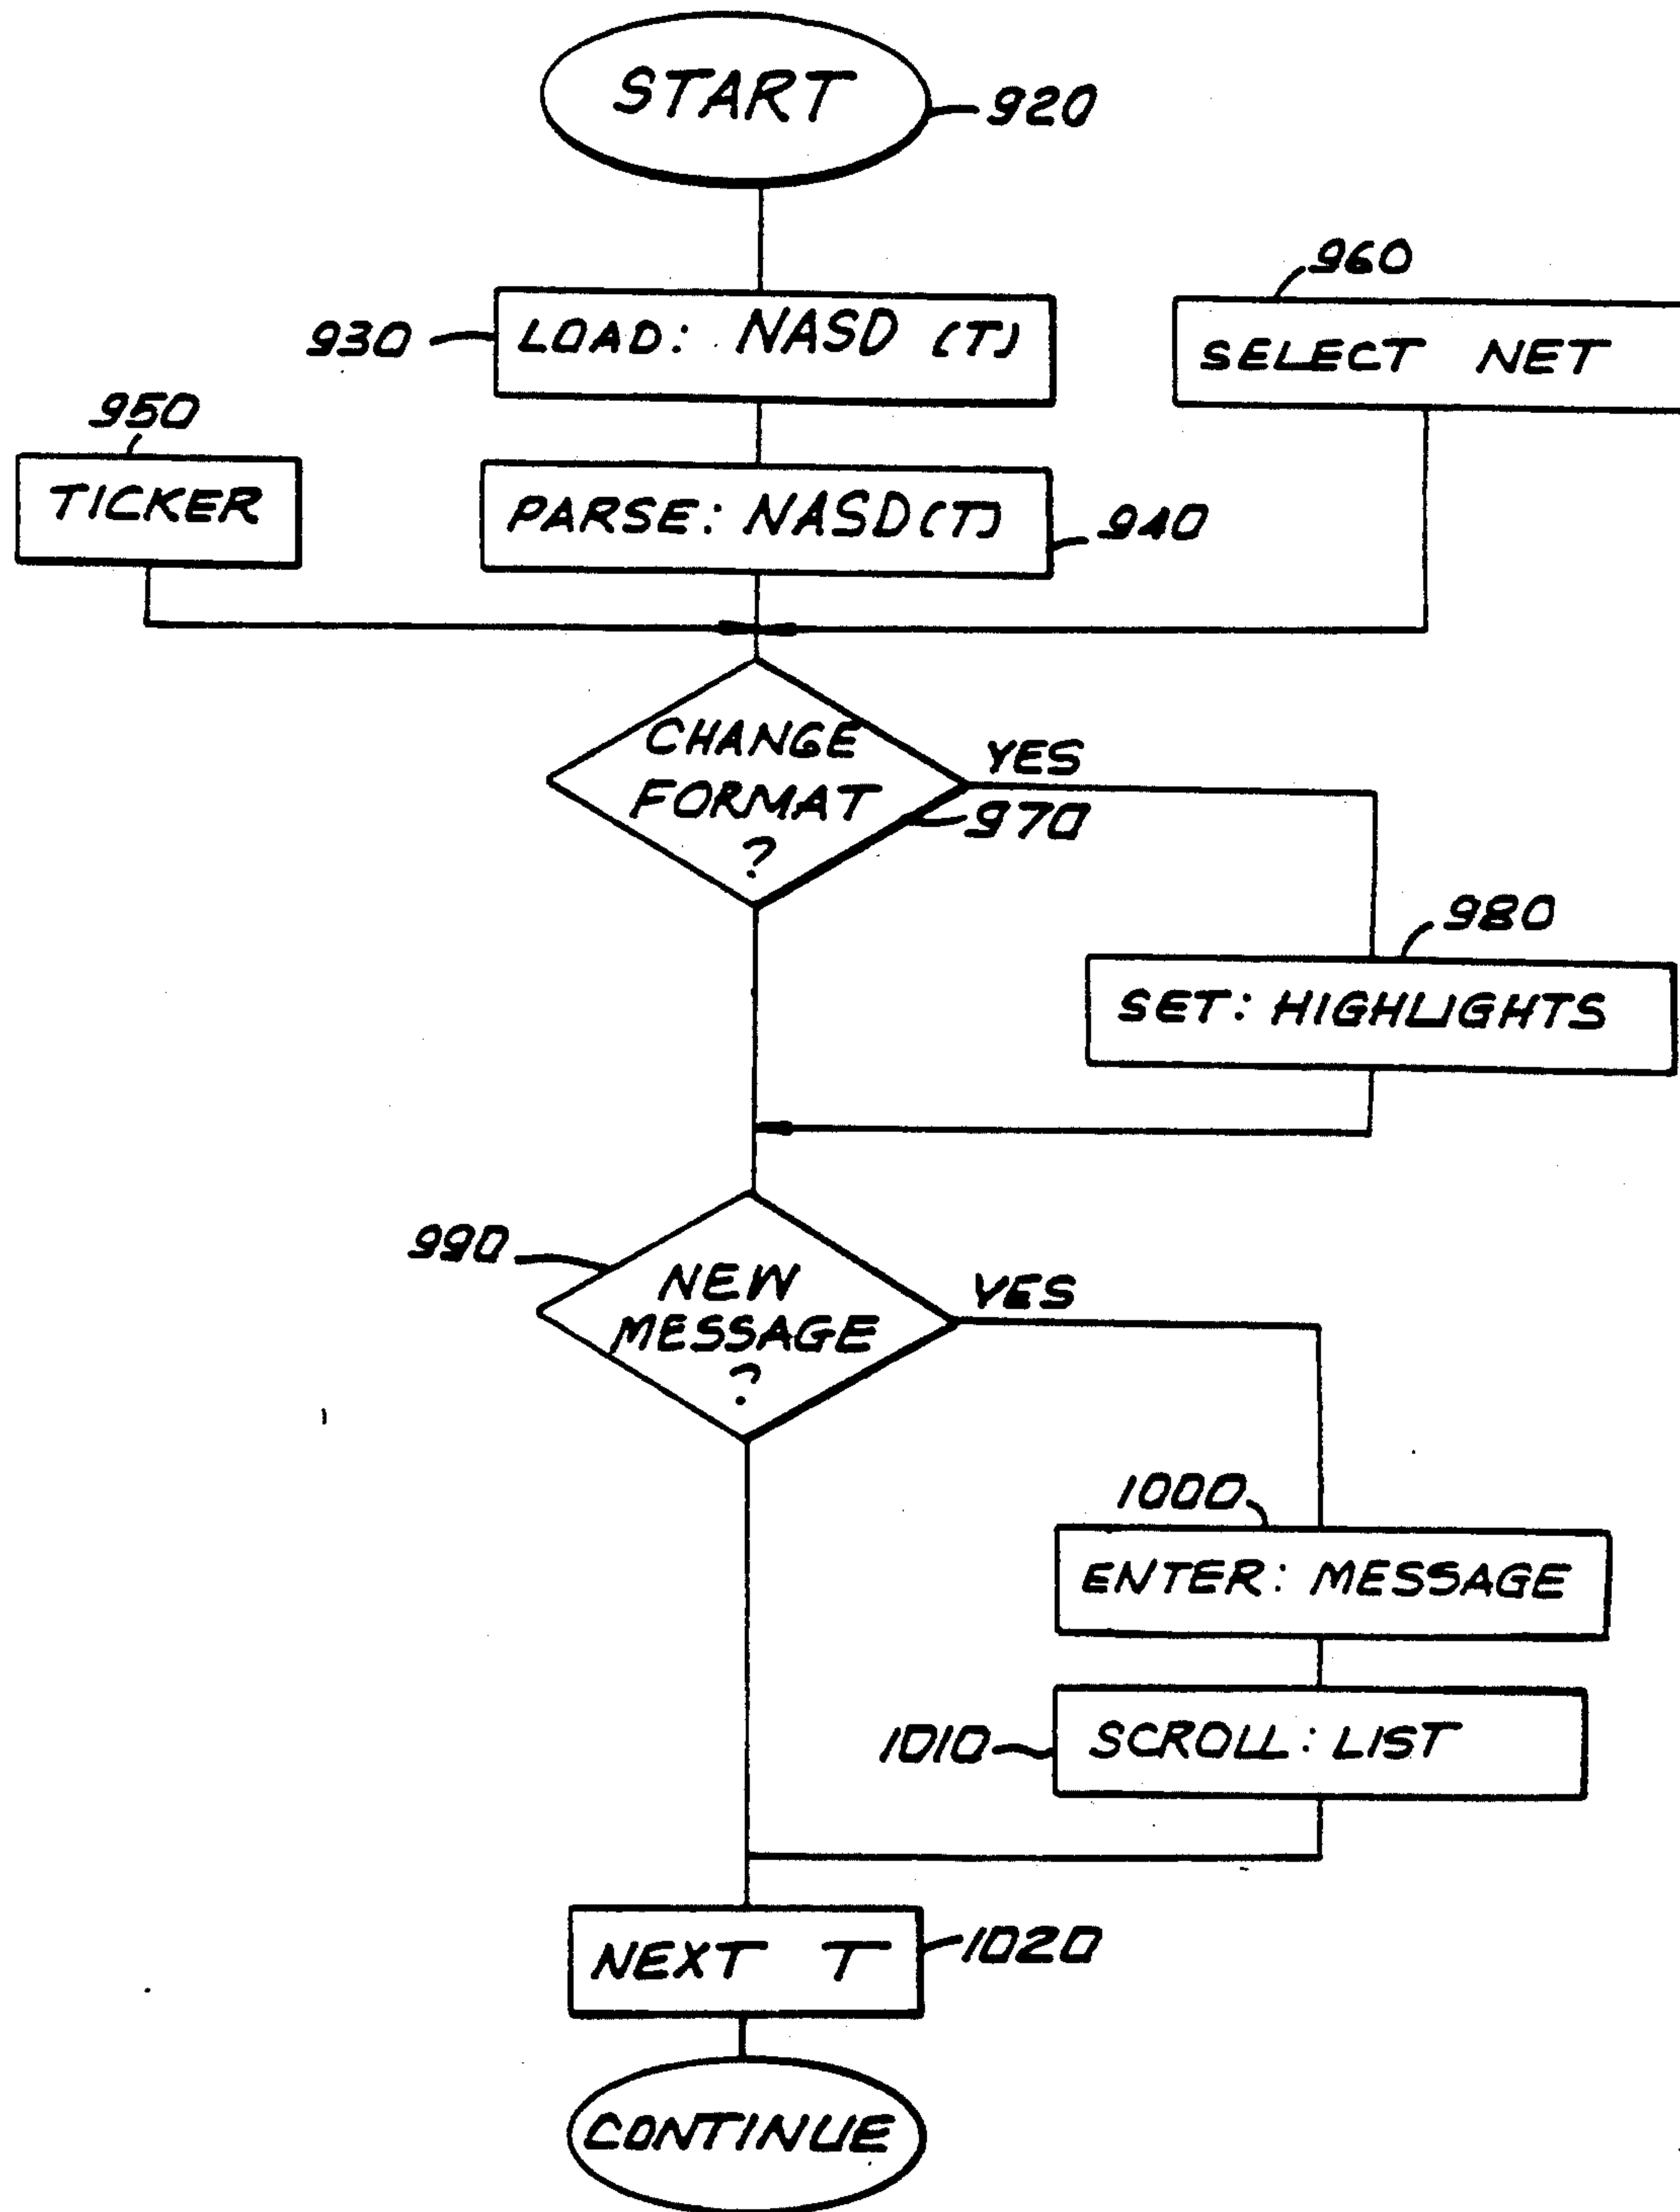 START
920
960
930
LOAD: NASD (T)
SELECT NET
950
TICKER
PARSE: NASD(T)
940
CHANGE
FORMAT
?
YES
970
980
SET: HIGHLIGHTS
990
NEW
MESSAGE
?
YES
1000
ENTER: MESSAGE
1010
SCROLL: LIST
NEXT T
1020
CONTINUE